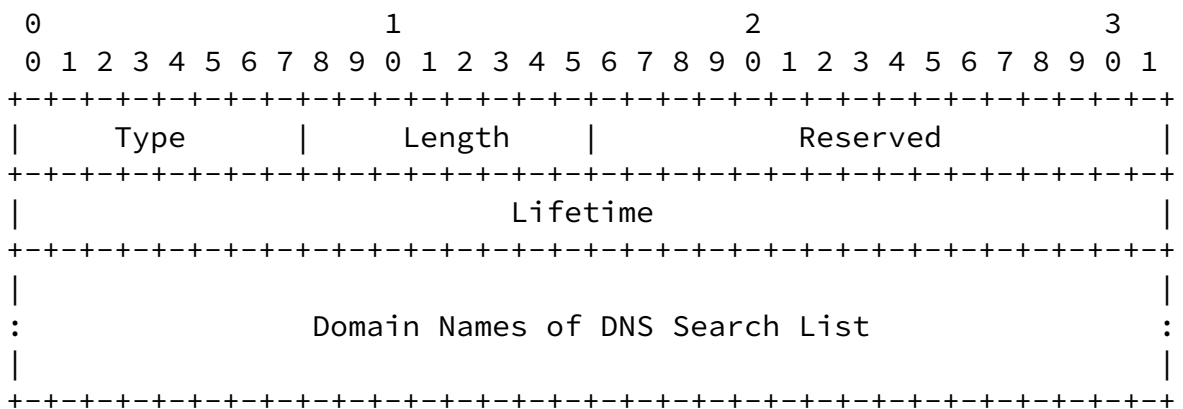 0                   1                   2                   3
0 1 2 3 4 5 6 7 8 9 0 1 2 3 4 5 6 7 8 9 0 1 2 3 4 5 6 7 8 9 0 1
+-+-+-+-+-+-+-+-+-+-+-+-+-+-+-+-+-+-+-+-+-+-+-+-+-+-+-+-+-+-+-+-+
|     Type      |     Length    |           Reserved            |
+-+-+-+-+-+-+-+-+-+-+-+-+-+-+-+-+-+-+-+-+-+-+-+-+-+-+-+-+-+-+-+-+
|                           Lifetime                            |
+-+-+-+-+-+-+-+-+-+-+-+-+-+-+-+-+-+-+-+-+-+-+-+-+-+-+-+-+-+-+-+-+
|                                                               |
:                Domain Names of DNS Search List                :
|                                                               |
+-+-+-+-+-+-+-+-+-+-+-+-+-+-+-+-+-+-+-+-+-+-+-+-+-+-+-+-+-+-+-+-+